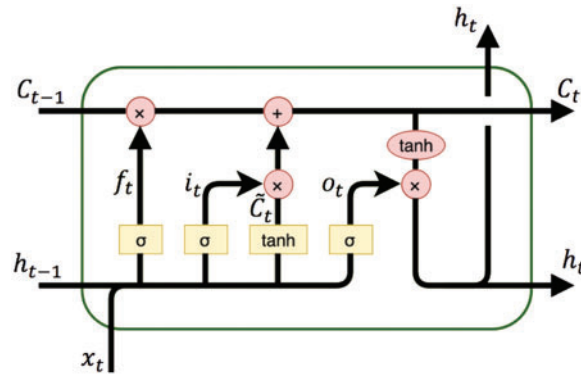 h_t
C_{t-1} × + C_t
tanh
f_t i_t × o_t ×
C̃_t
σ σ tanh σ
h_{t-1} h_t
x_t